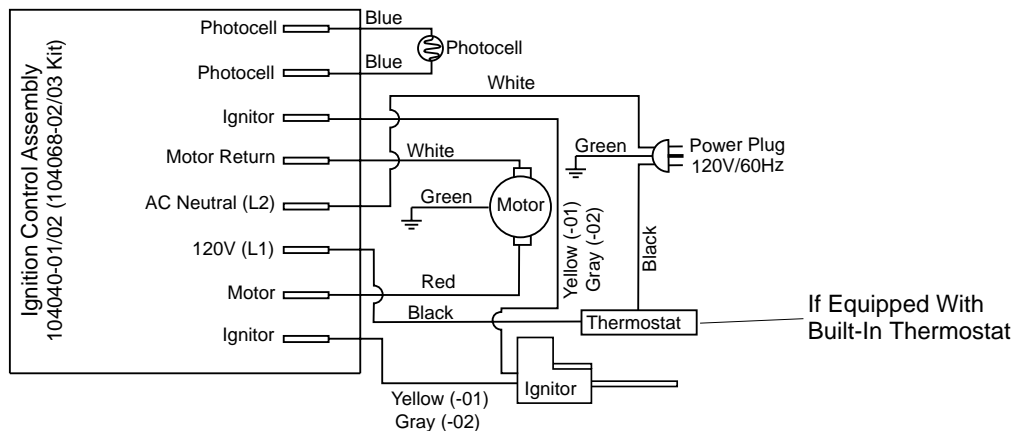 Ignition Control Assembly
104040-01/02 (104068-02/03 Kit)
Photocell
Photocell
Ignitor
Motor Return
AC Neutral (L2)
120V (L1)
Motor
Ignitor
Blue
Blue
Photocell
White
White
Green
Motor
Red
Black
Yellow (-01)
Gray (-02)
Green
Power Plug
120V/60Hz
Black
Thermostat
If Equipped With
Built-In Thermostat
Ignitor
Yellow (-01)
Gray (-02)